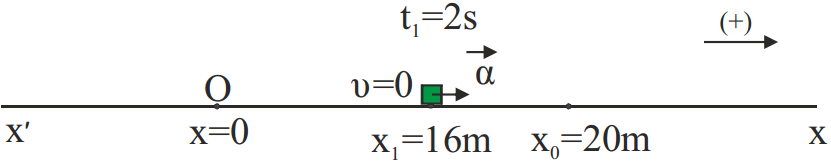 t₁=2s
(+)
α
υ=0
O
x'
x=0
x₁=16m
x₀=20m
x